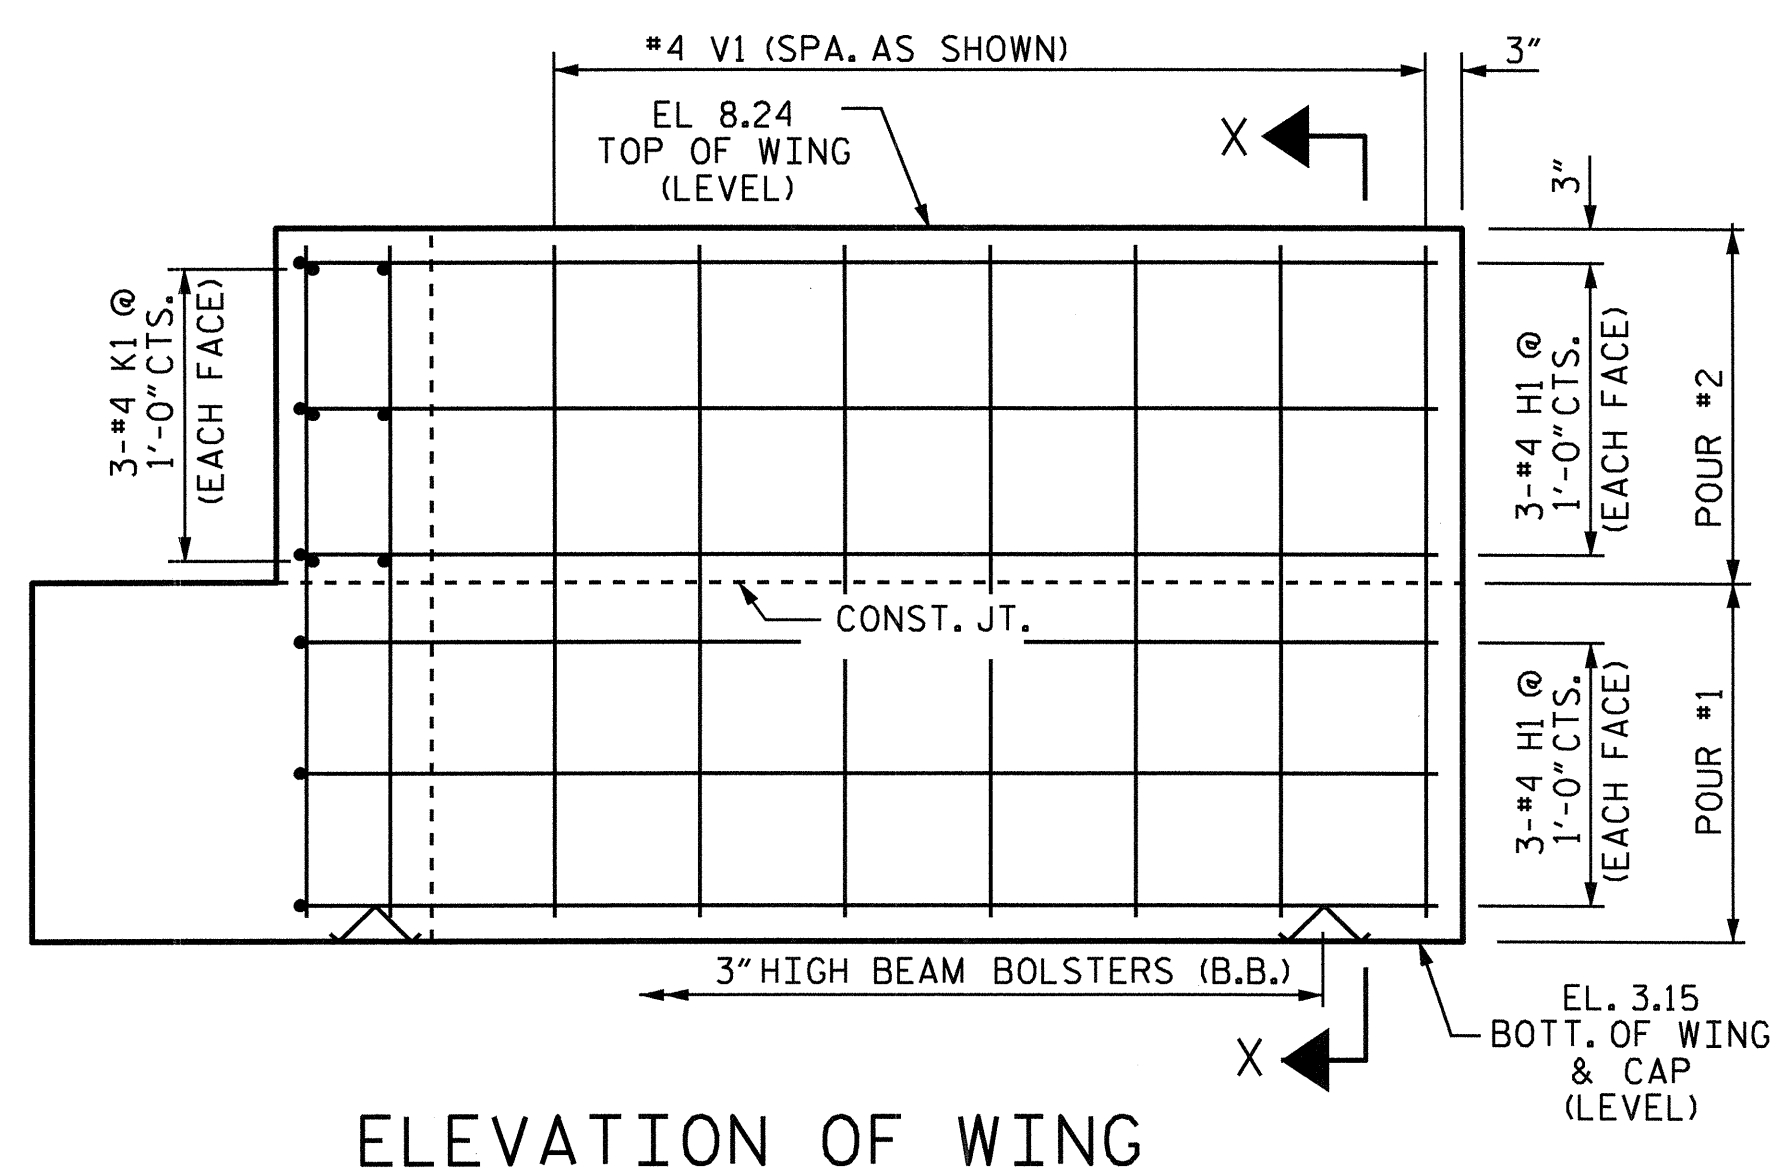 #4 V1 (SPA. AS SHOWN)
3"
EL 8.24
TOP OF WING
(LEVEL)
X
3"
3-#4 K1 @
1'-0" CTS.
(EACH FACE)
3-#4 H1 @
1'-0" CTS.
(EACH FACE)
POUR #2
CONST. JT.
3-#4 H1 @
1'-0" CTS.
(EACH FACE)
POUR #1
3" HIGH BEAM BOLSTERS (B.B.)
EL. 3.15
BOTT. OF WING
& CAP
(LEVEL)
X
ELEVATION OF WING